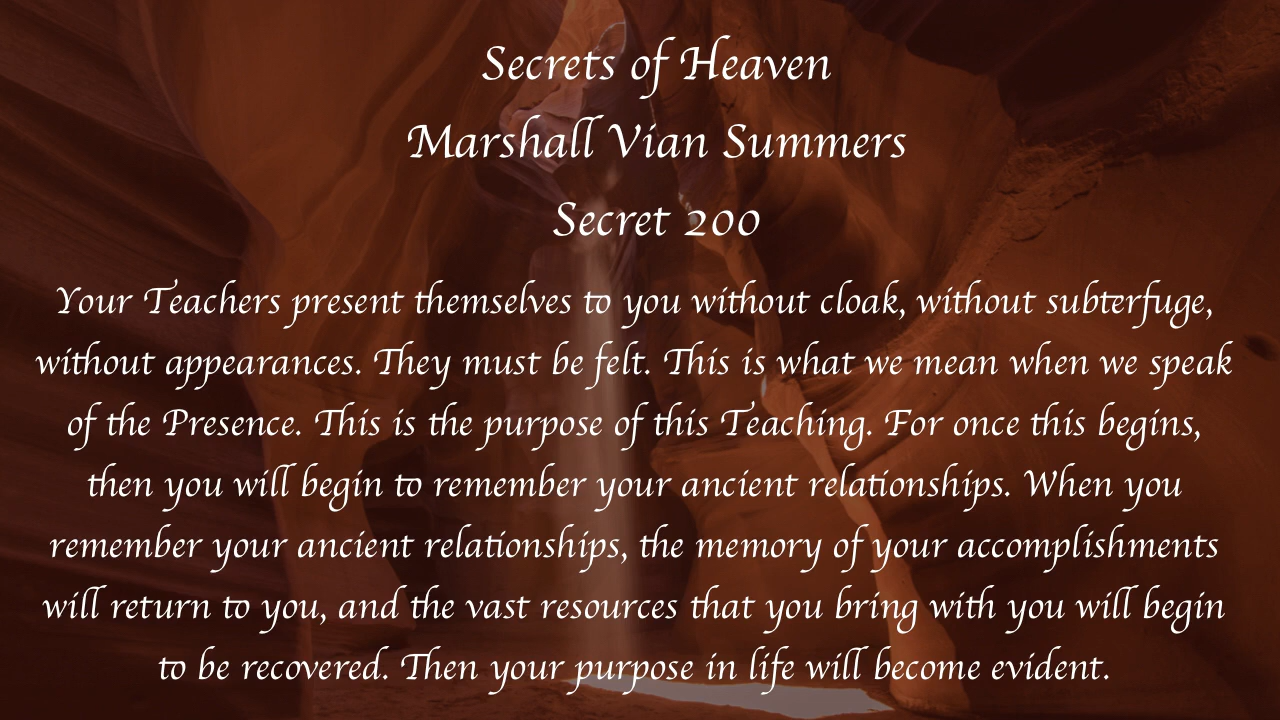 Secrets of Heaven
Marshall Vian Summers
Secret 200
Your Teachers present themselves to you without cloak, without subterfuge,
without appearances. They must be felt. This is what we mean when we speak
of the Presence. This is the purpose of this Teaching. For once this begins,
then you will begin to remember your ancient relationships. When you
remember your ancient relationships, the memory of your accomplishments
will return to you, and the vast resources that you bring with you will begin
to be recovered. Then your purpose in life will become evident.